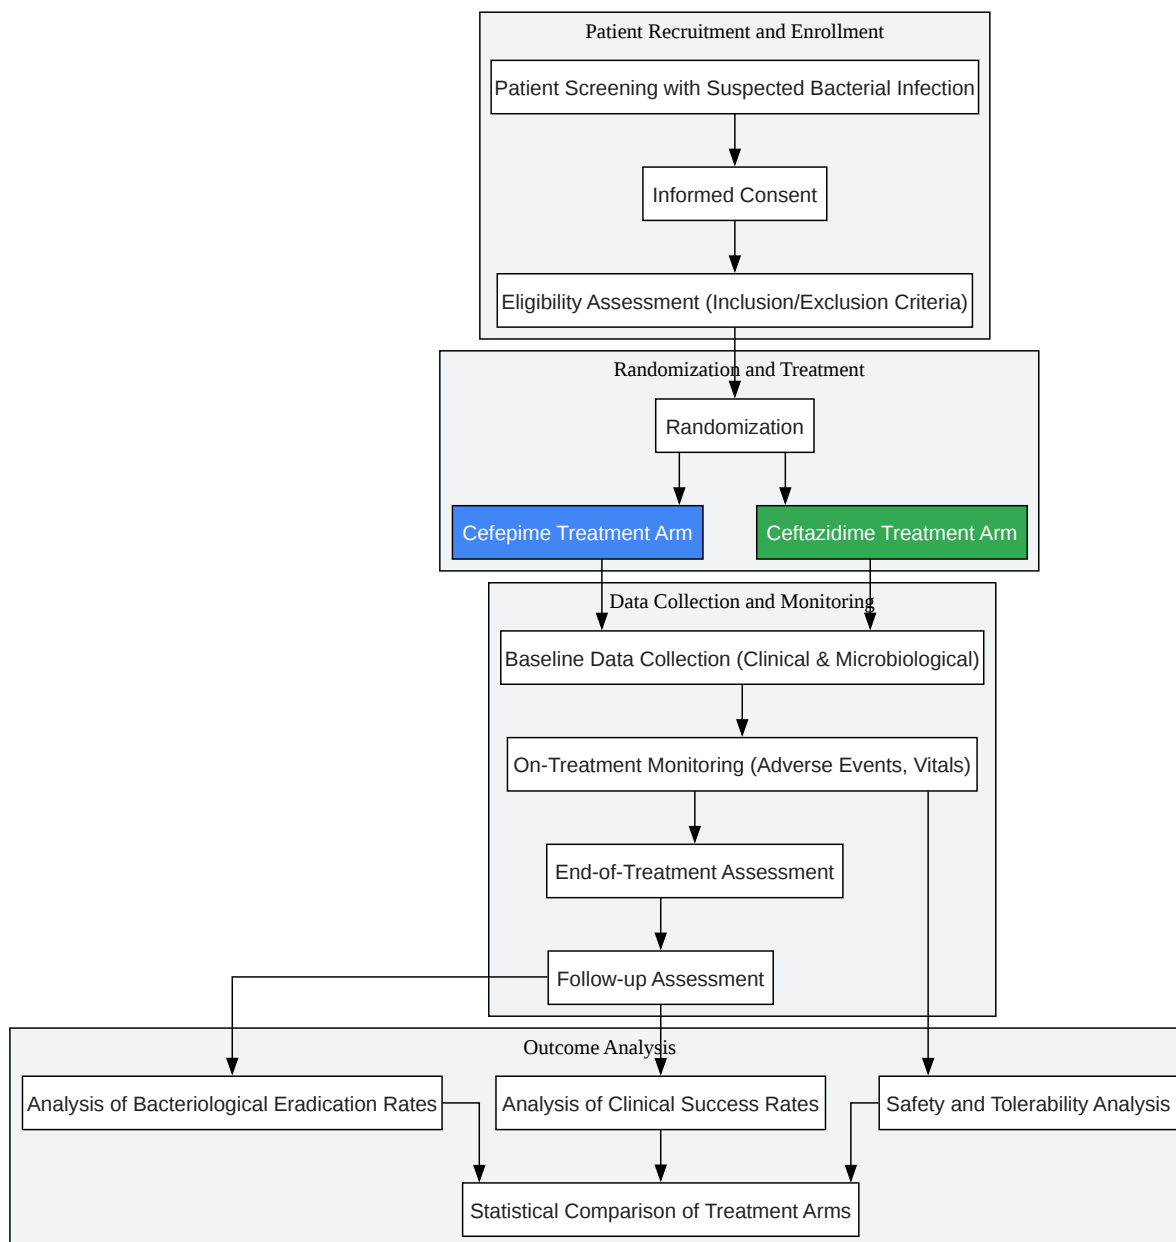 Patient Recruitment and Enrollment
Patient Screening with Suspected Bacterial Infection
Informed Consent
Eligibility Assessment (Inclusion/Exclusion Criteria)
Randomization and Treatment
Randomization
Cefepime Treatment Arm
Ceftazidime Treatment Arm
Data Collection and Monitoring
Baseline Data Collection (Clinical & Microbiological)
On-Treatment Monitoring (Adverse Events, Vitals)
End-of-Treatment Assessment
Follow-up Assessment
Outcome Analysis
Analysis of Bacteriological Eradication Rates
Analysis of Clinical Success Rates
Safety and Tolerability Analysis
Statistical Comparison of Treatment Arms